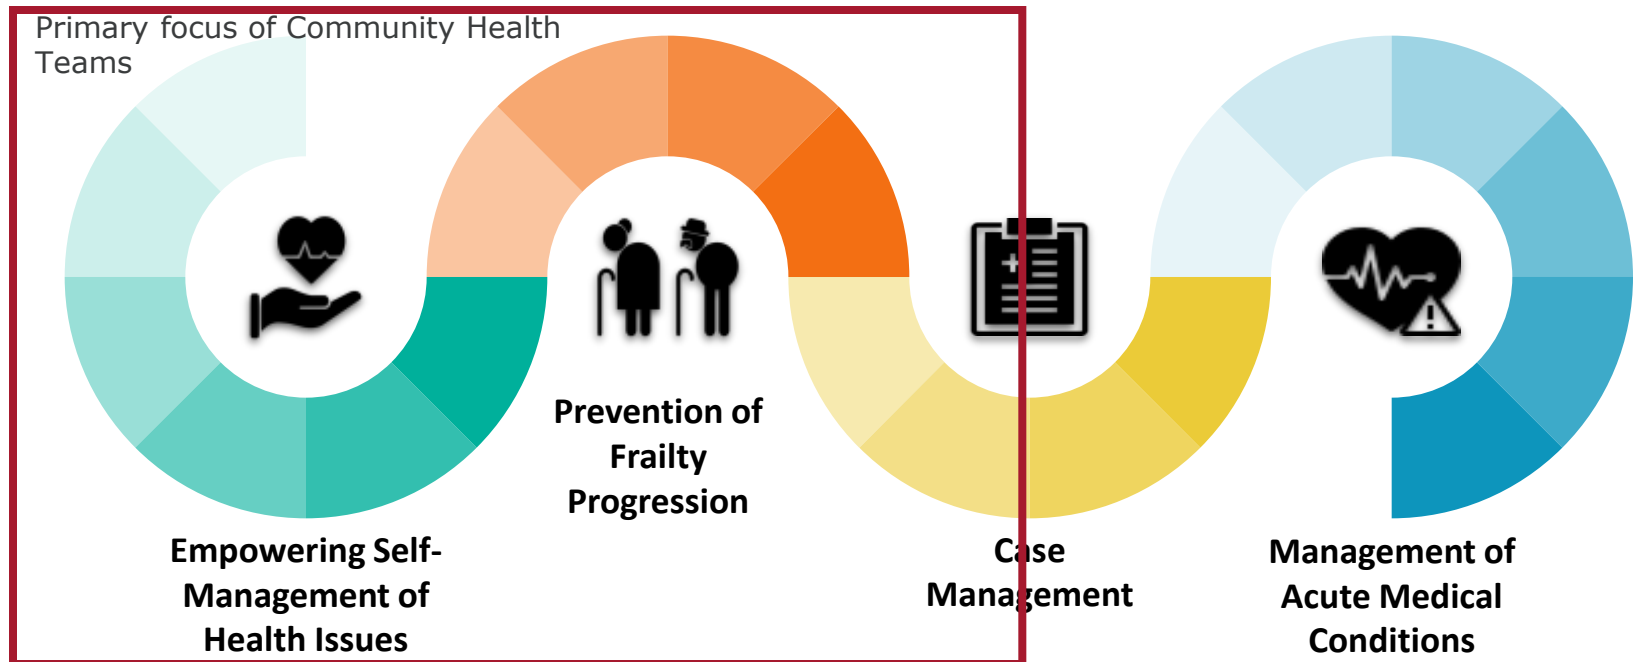 Primary focus of Community Health
Teams
Prevention of
Frailty
Progression
Empowering Self-
Management of
Health Issues
Case
Management
Management of
Acute Medical
Conditions